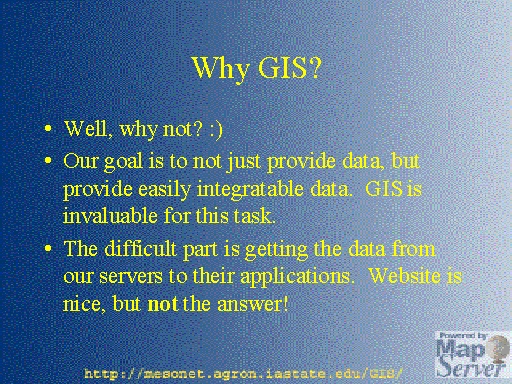 Why GIS?
• Well, why not? :)
• Our goal is to not just provide data, but
provide easily integratable data.  GIS is
invaluable for this task.
• The difficult part is getting the data from
our servers to their applications.  Website is
nice, but not the answer!
Powered by
Map
Server
http://mesonet.agron.iastate.edu/GIS/